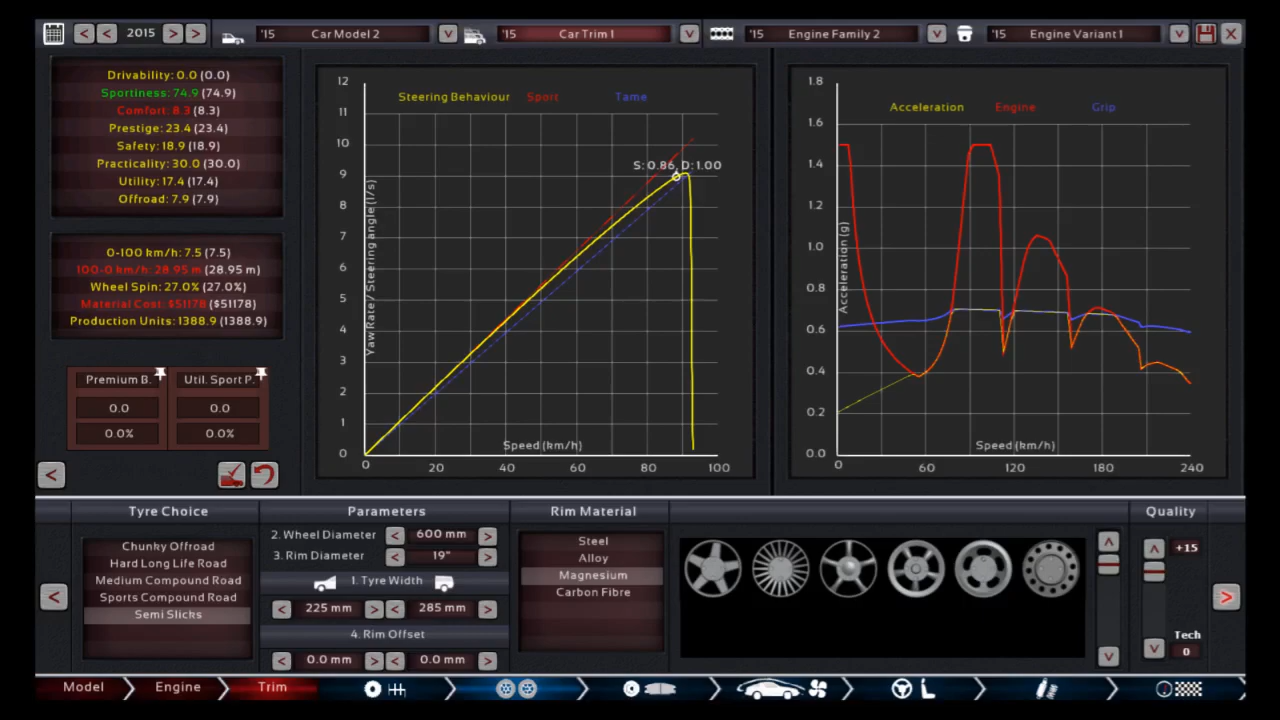 2015
'15 Car Model 2
'15 Car Trim 1
'15 Engine Family 2
'15 Engine Variant 1
Drivability: 0.0 (0.0)
Sportiness: 74.9 (74.9)
Comfort: 8.3 (8.3)
Prestige: 23.4 (23.4)
Safety: 18.9 (18.9)
Practicality: 30.0 (30.0)
Utility: 17.4 (17.4)
Offroad: 7.9 (7.9)
0-100 km/h: 7.5 (7.5)
100-0 km/h: 28.95 m (28.95 m)
Wheel Spin: 27.0% (27.0%)
Material Cost: $51178 ($51178)
Production Units: 1388.9 (1388.9)
Premium B. Util. Sport P.
0.0 0.0
0.0% 0.0%
Steering Behaviour Sport Tame
S: 0.86, D: 1.00
12
11
10
9
8
7
6
5
4
3
2
1
0
Yaw Rate / Steering angle (1/s)
Speed (km/h)
0 20 40 60 80 100
Acceleration Engine Grip
1.8
1.6
1.4
1.2
1.0
0.8
0.6
0.4
0.2
0.0
Acceleration (g)
Speed (km/h)
0 60 120 180 240
Tyre Choice
Chunky Offroad
Hard Long Life Road
Medium Compound Road
Sports Compound Road
Semi Slicks
Parameters
2. Wheel Diameter < 600 mm >
3. Rim Diameter < 19" >
1. Tyre Width
< 225 mm > < 285 mm >
4. Rim Offset
< 0.0 mm > < 0.0 mm >
Rim Material
Steel
Alloy
Magnesium
Carbon Fibre
Quality
+15
Tech
0
Model Engine Trim